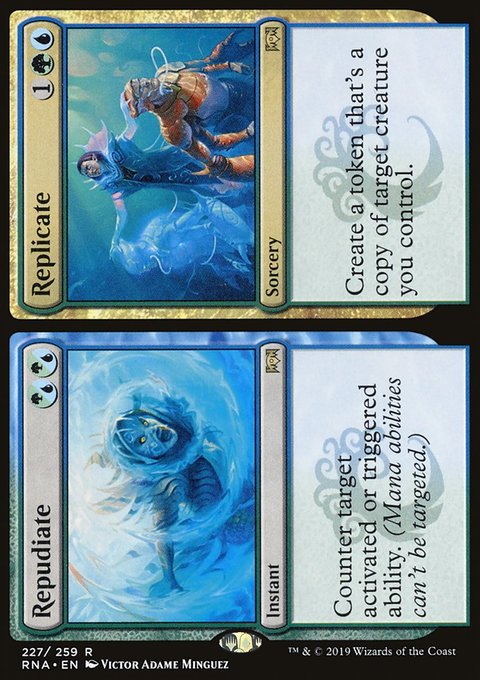 Repudiate
Instant
Counter target
activated or triggered
ability. (Mana abilities
can't be targeted.)
Replicate
1
Sorcery
Create a token that's a
copy of target creature
you control.
227/259 R
RNA • EN Victor Adame Minguez
™ & © 2019 Wizards of the Coast